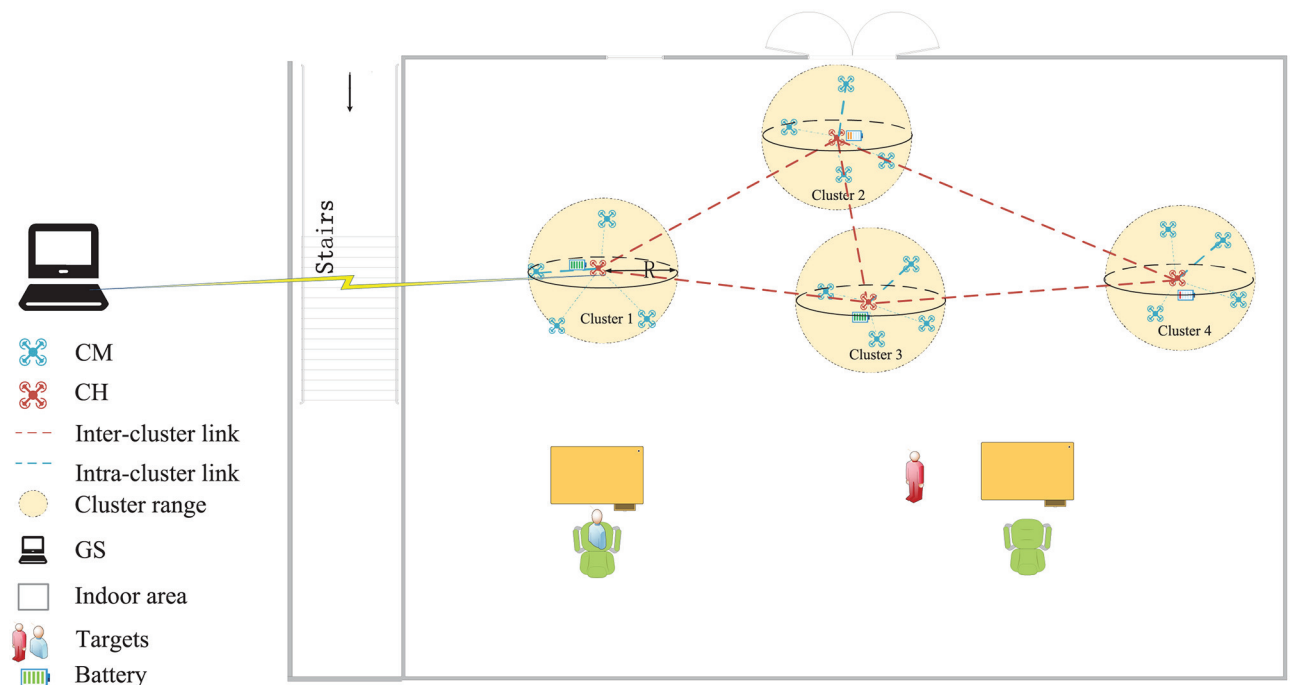 Stairs
Cluster 2
R
Cluster 1
Cluster 3
Cluster 4
CM
CH
Inter-cluster link
Intra-cluster link
Cluster range
GS
Indoor area
Targets
Battery